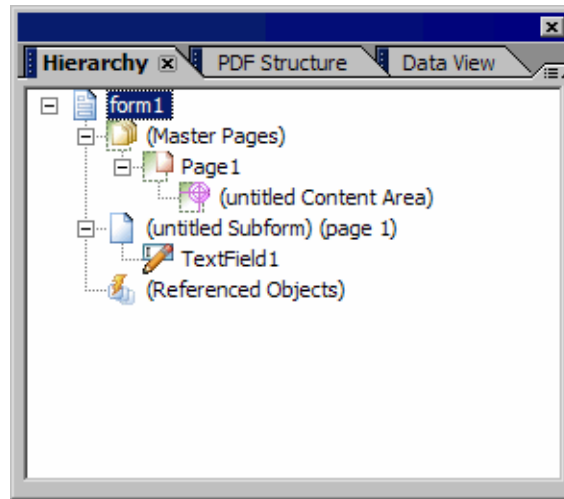 Hierarchy PDF Structure Data View
form1
(Master Pages)
Page1
(untitled Content Area)
(untitled Subform) (page 1)
TextField1
(Referenced Objects)